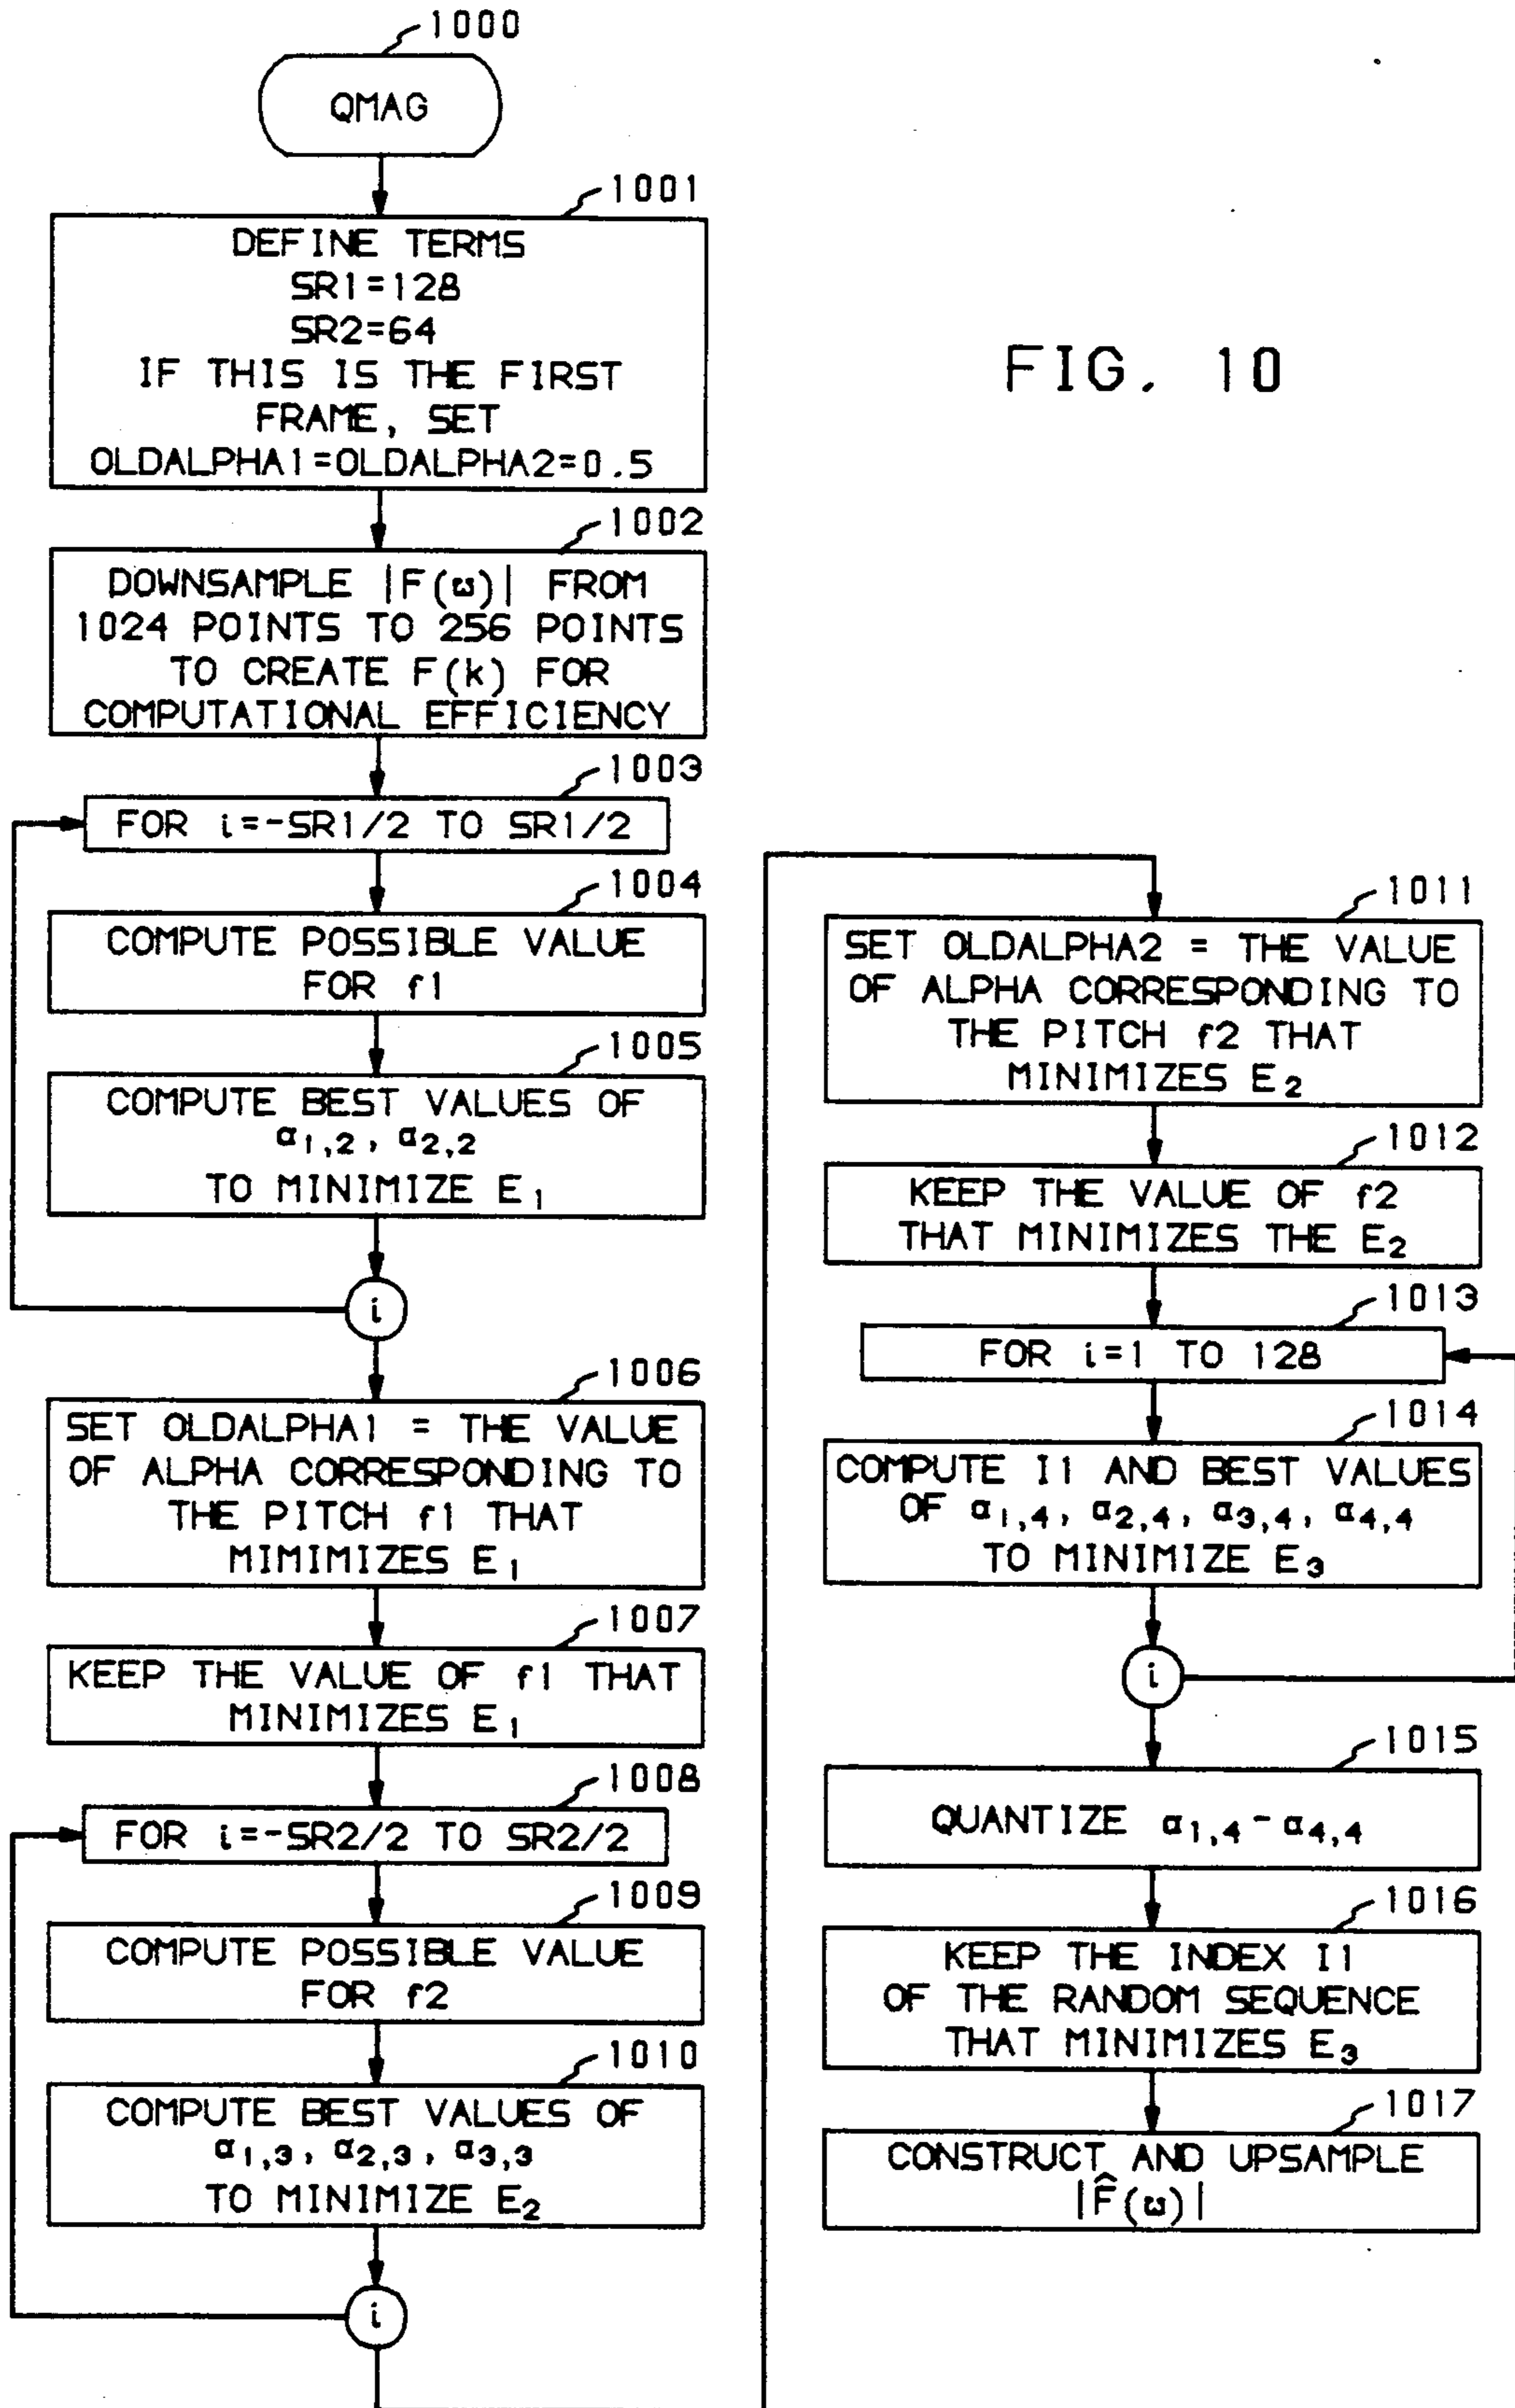 1000
QMAG
1001
DEFINE TERMS
SR1=128
SR2=64
IF THIS IS THE FIRST
FRAME, SET
OLDALPHA1=OLDALPHA2=0.5
1002
DOWNSAMPLE |F(ω)| FROM
1024 POINTS TO 256 POINTS
TO CREATE F(k) FOR
COMPUTATIONAL EFFICIENCY
1003
FOR i=-SR1/2 TO SR1/2
1004
COMPUTE POSSIBLE VALUE
FOR f1
1005
COMPUTE BEST VALUES OF
α1,2, α2,2
TO MINIMIZE E1
i
1006
SET OLDALPHA1 = THE VALUE
OF ALPHA CORRESPONDING TO
THE PITCH f1 THAT
MIMIMIZES E1
1007
KEEP THE VALUE OF f1 THAT
MINIMIZES E1
1008
FOR i=-SR2/2 TO SR2/2
1009
COMPUTE POSSIBLE VALUE
FOR f2
1010
COMPUTE BEST VALUES OF
α1,3, α2,3, α3,3
TO MINIMIZE E2
i
FIG. 10
1011
SET OLDALPHA2 = THE VALUE
OF ALPHA CORRESPONDING TO
THE PITCH f2 THAT
MINIMIZES E2
1012
KEEP THE VALUE OF f2
THAT MINIMIZES THE E2
1013
FOR i=1 TO 128
1014
COMPUTE I1 AND BEST VALUES
OF α1,4, α2,4, α3,4, α4,4
TO MINIMIZE E3
i
1015
QUANTIZE α1,4-α4,4
1016
KEEP THE INDEX I1
OF THE RANDOM SEQUENCE
THAT MINIMIZES E3
1017
CONSTRUCT AND UPSAMPLE
|F̂(ω)|